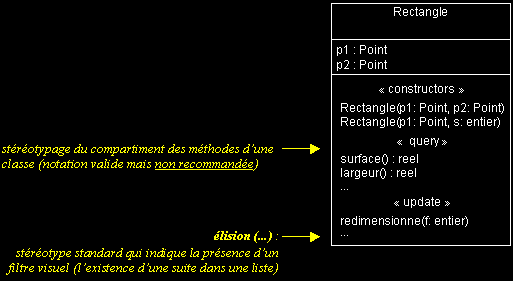 Rectangle
p1 : Point
p2 : Point
« constructors »
Rectangle(p1: Point, p2: Point)
Rectangle(p1: Point, s: entier)
« query»
surface() : reel
largeur() : reel
...
« update »
redimensionne(f: entier)
...
stéréotypage du compartiment des méthodes d'une
classe (notation valide mais non recommandée)
élision (...) :
stéréotype standard qui indique la présence d'un
filtre visuel (l'existence d'une suite dans une liste)